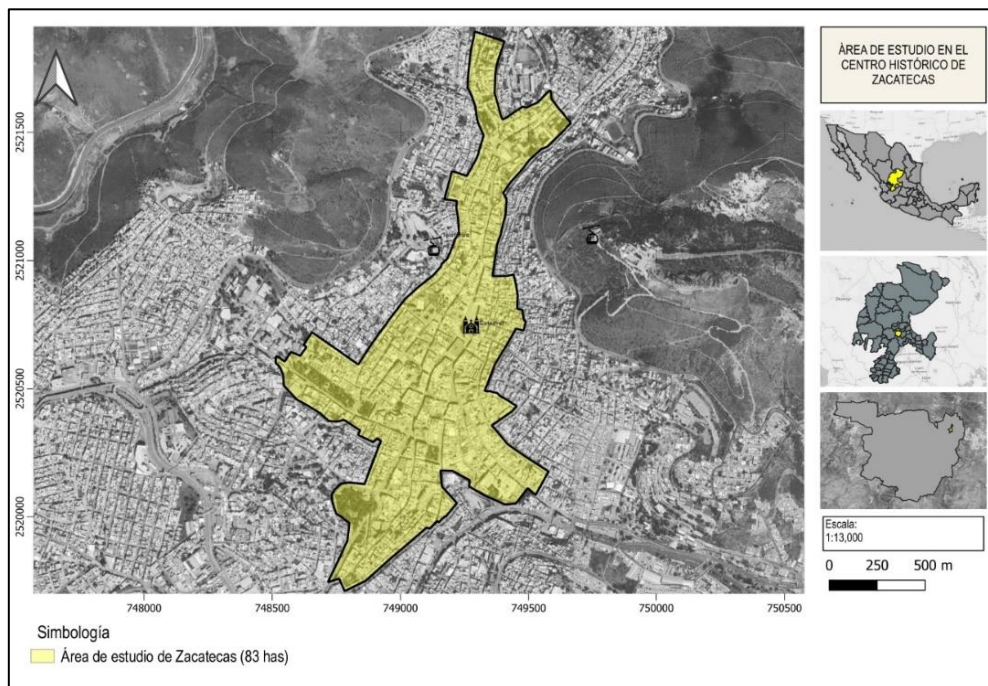 ÀREA DE ESTUDIO EN EL
CENTRO HISTÓRICO DE
ZACATECAS
2521500
2521000
2520500
2520000
748000
748500
749000
749500
750000
750500
Escala:
1:13,000
0
250
500 m
Simbología
Área de estudio de Zacatecas (83 has)